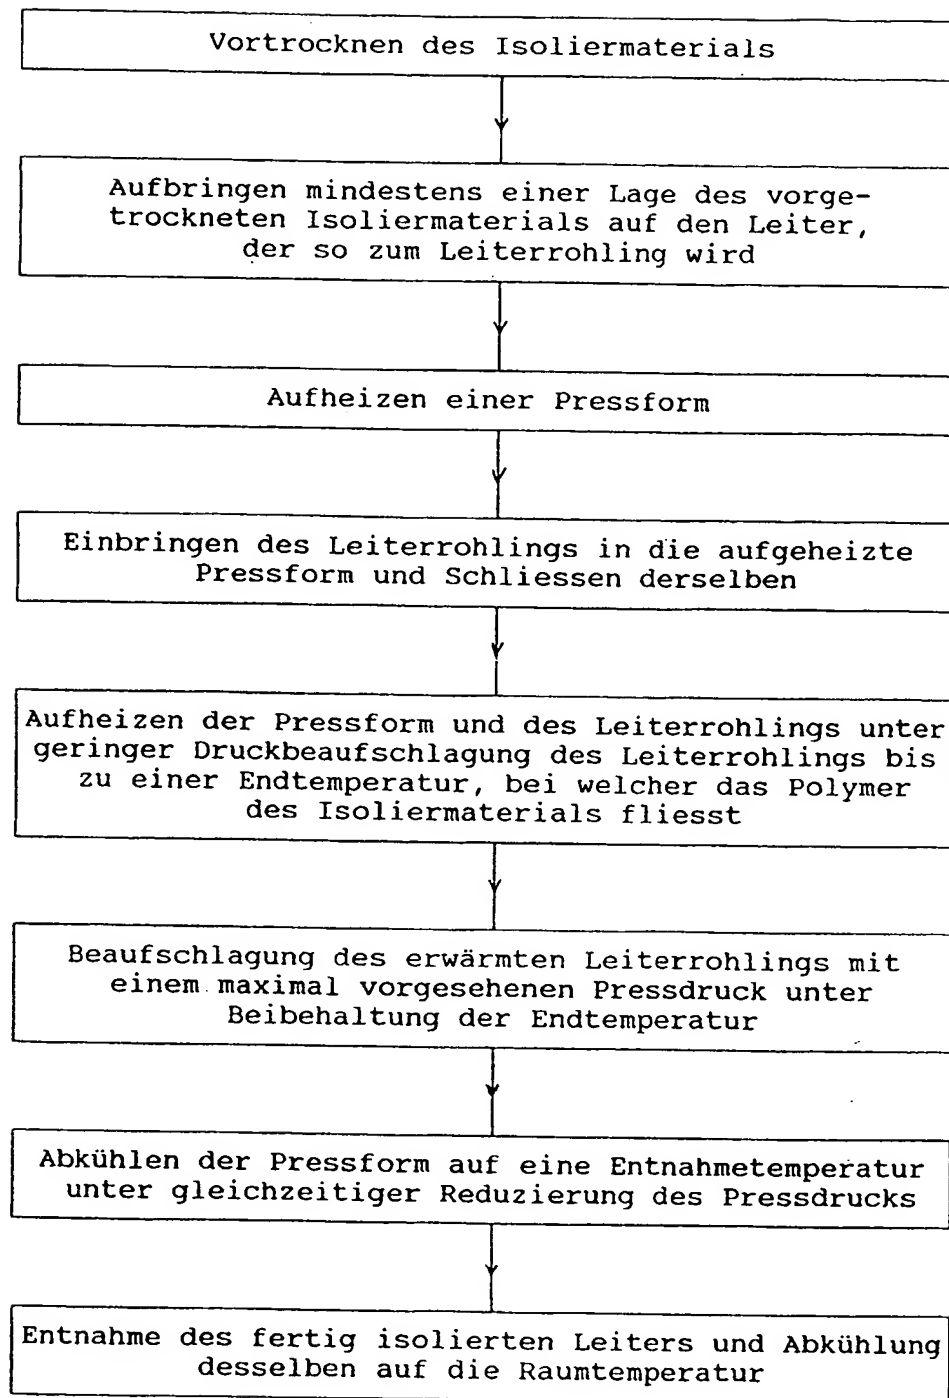 Vortrocknen des Isoliermaterials
Aufbringen mindestens einer Lage des vorge-
trockneten Isoliermaterials auf den Leiter,
der so zum Leiterrohling wird
Aufheizen einer Pressform
Einbringen des Leiterrohlings in die aufgeheizte
Pressform und Schliessen derselben
Aufheizen der Pressform und des Leiterrohlings unter
geringer Druckbeaufschlagung des Leiterrohlings bis
zu einer Endtemperatur, bei welcher das Polymer
des Isoliermaterials fliesst
Beaufschlagung des erwärmten Leiterrohlings mit
einem maximal vorgesehenen Pressdruck unter
Beibehaltung der Endtemperatur
Abkühlen der Pressform auf eine Entnahmetemperatur
unter gleichzeitiger Reduzierung des Pressdrucks
Entnahme des fertig isolierten Leiters und Abkühlung
desselben auf die Raumtemperatur